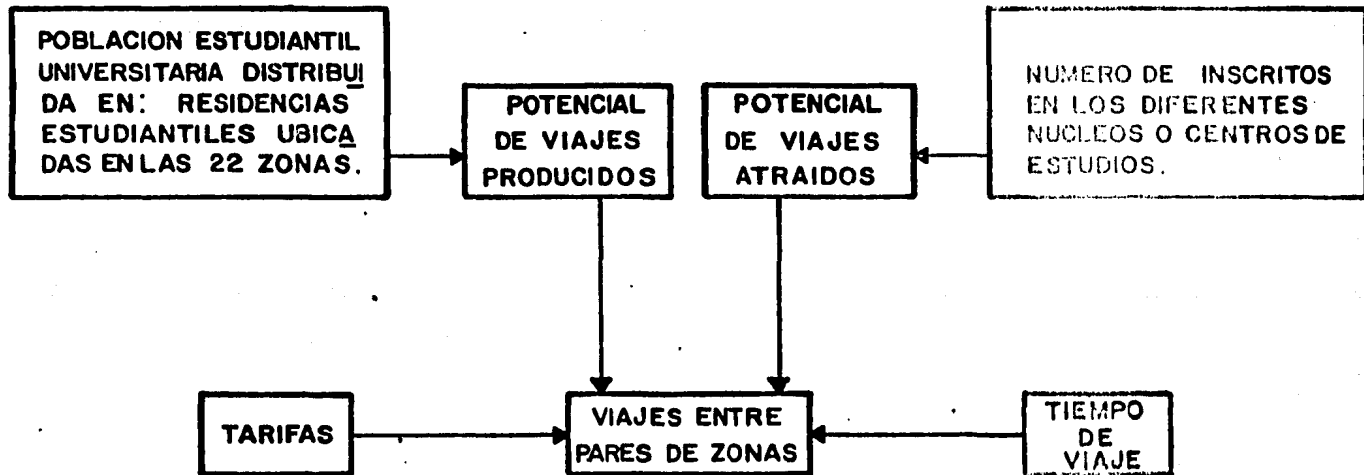 POBLACION ESTUDIANTIL
UNIVERSITARIA DISTRIBUI
DA EN: RESIDENCIAS
ESTUDIANTILES UBICA
DAS EN LAS 22 ZONAS.
POTENCIAL
DE VIAJES
PRODUCIDOS
POTENCIAL
DE VIAJES
ATRAIDOS
NUMERO DE INSCRITOS
EN LOS DIFERENTES
NUCLEOS O CENTROS DE
ESTUDIOS.
TARIFAS
VIAJES ENTRE
PARES DE ZONAS
TIEMPO
DE
VIAJE